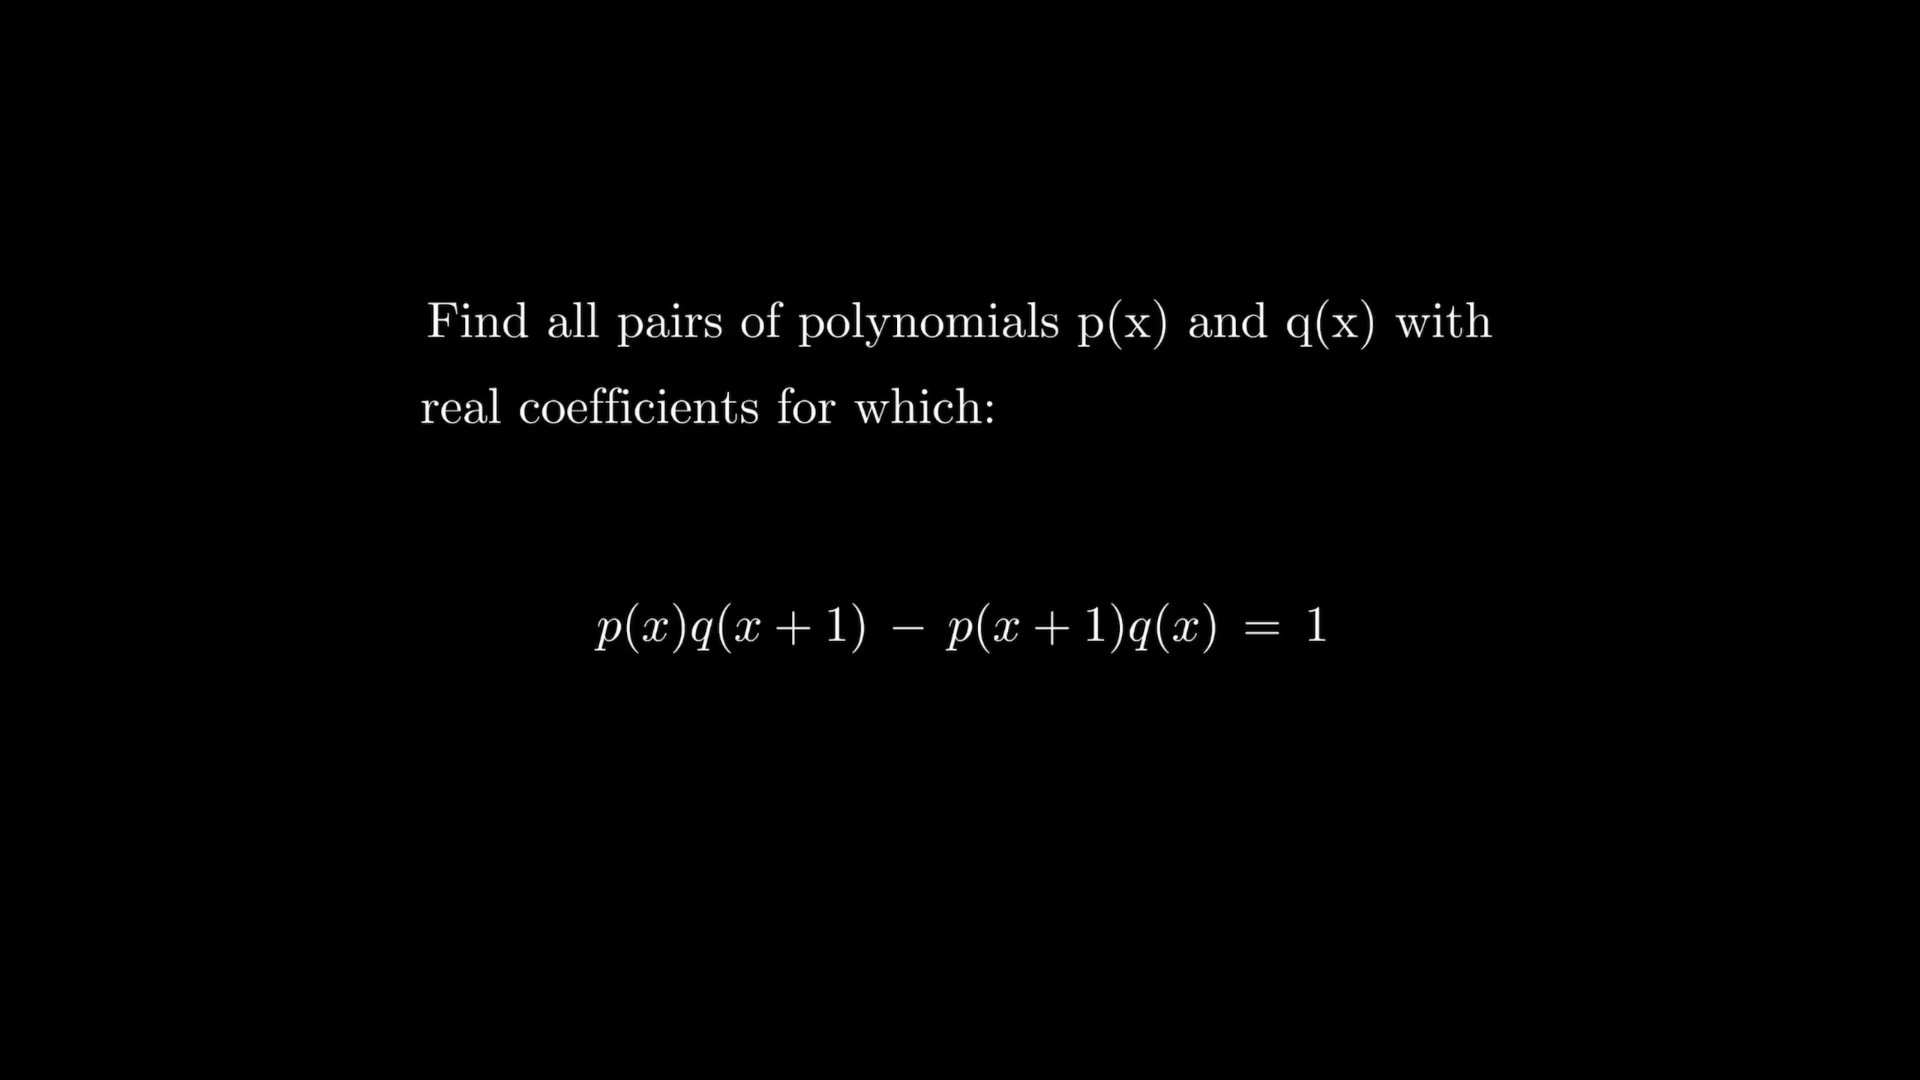 Find all pairs of polynomials p(x) and q(x) with
real coefficients for which:
p(x)q(x + 1) − p(x + 1)q(x) = 1